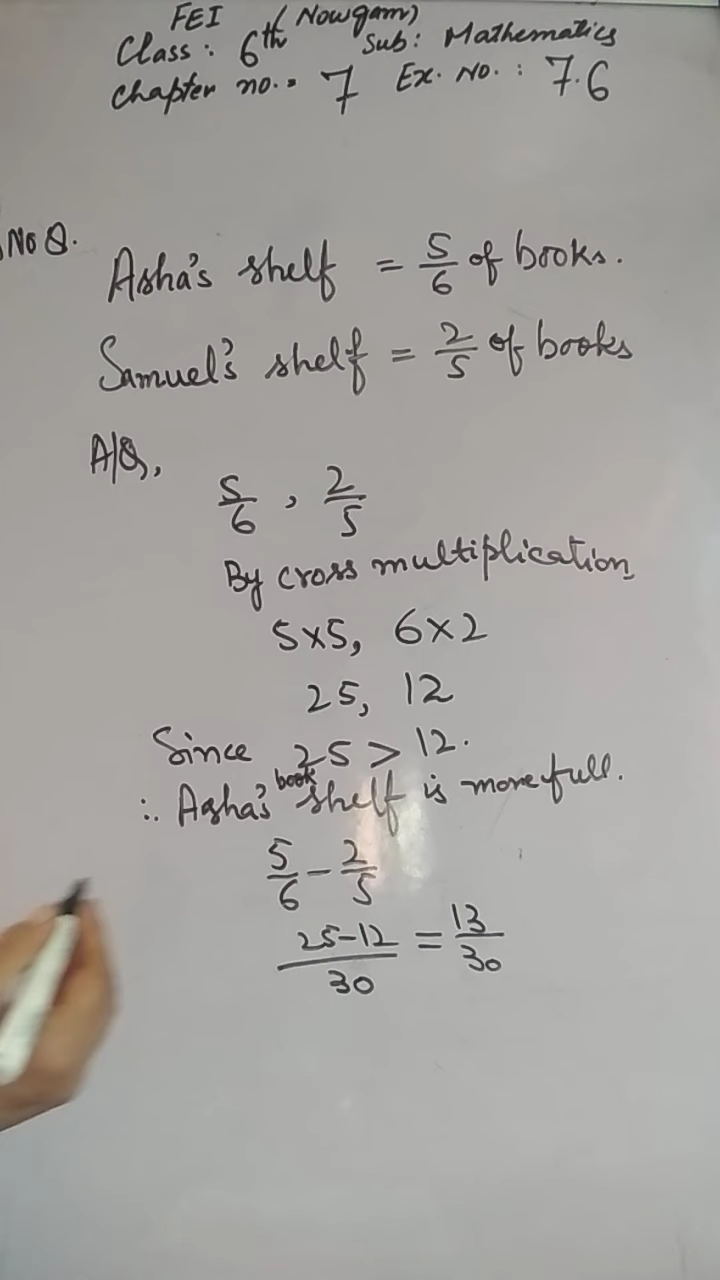 FEI (Nowgam)
Class: 6th Sub: Mathematics
Chapter no.: 7 Ex. No.: 7.6
No Q.
Asha's shelf = 5/6 of books.
Samuel's shelf = 2/5 of books
A/Q,
5/6 , 2/5
By cross multiplication,
5×5, 6×2
25, 12
Since 25 > 12.
∴ Asha's book shelf is more full.
5/6 - 2/5
25-12/30 = 13/30